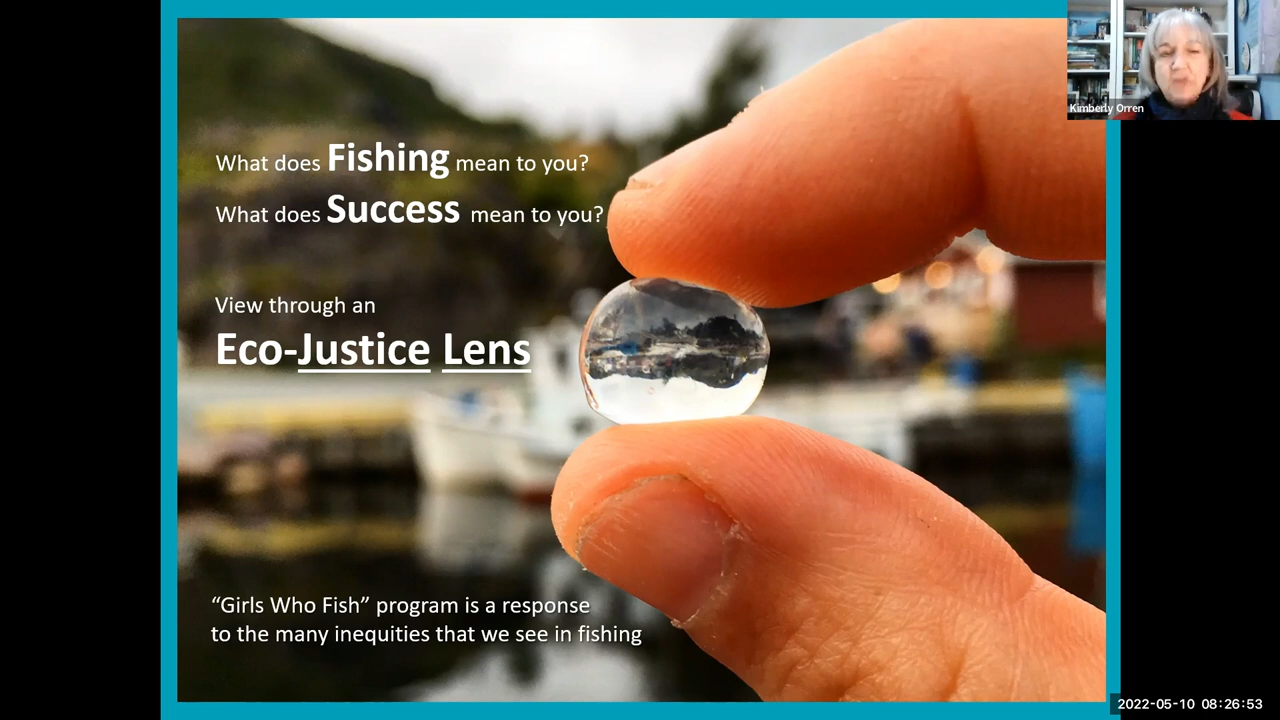 What does Fishing mean to you?
What does Success mean to you?
View through an
Eco-Justice Lens
“Girls Who Fish” program is a response
to the many inequities that we see in fishing
Kimberly Orren
2022-05-10 08:26:53